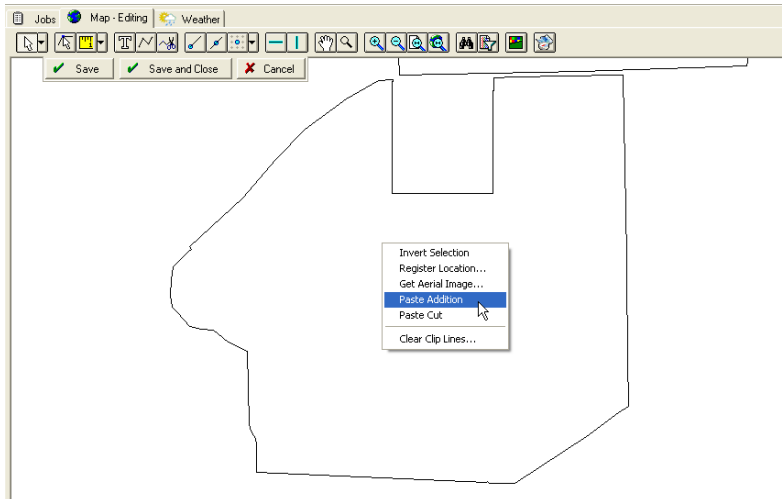 Jobs Map - Editing Weather
T
Save Save and Close Cancel
Invert Selection
Register Location...
Get Aerial Image...
Paste Addition
Paste Cut
Clear Clip Lines...